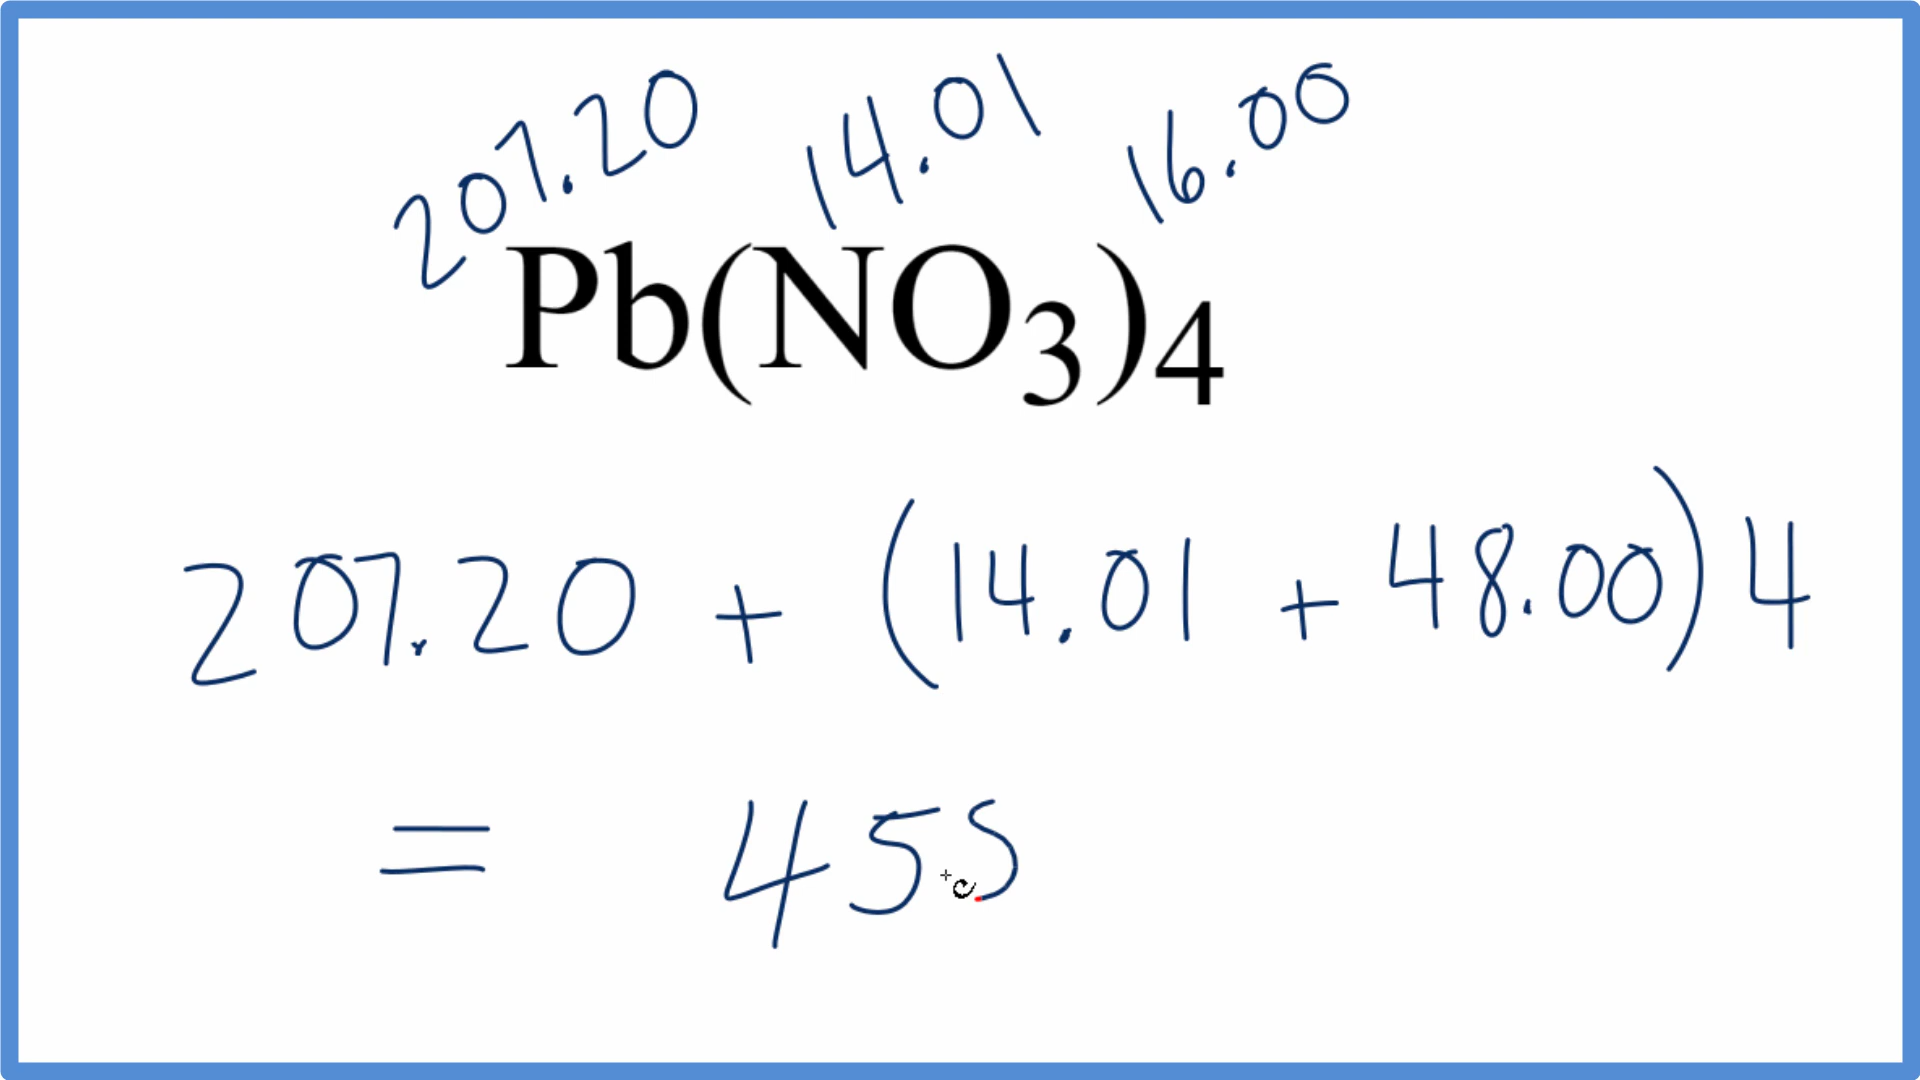 207.20 14.01 16.00
Pb(NO₃)₄
207.20 + (14.01 + 48.00) 4
= 455